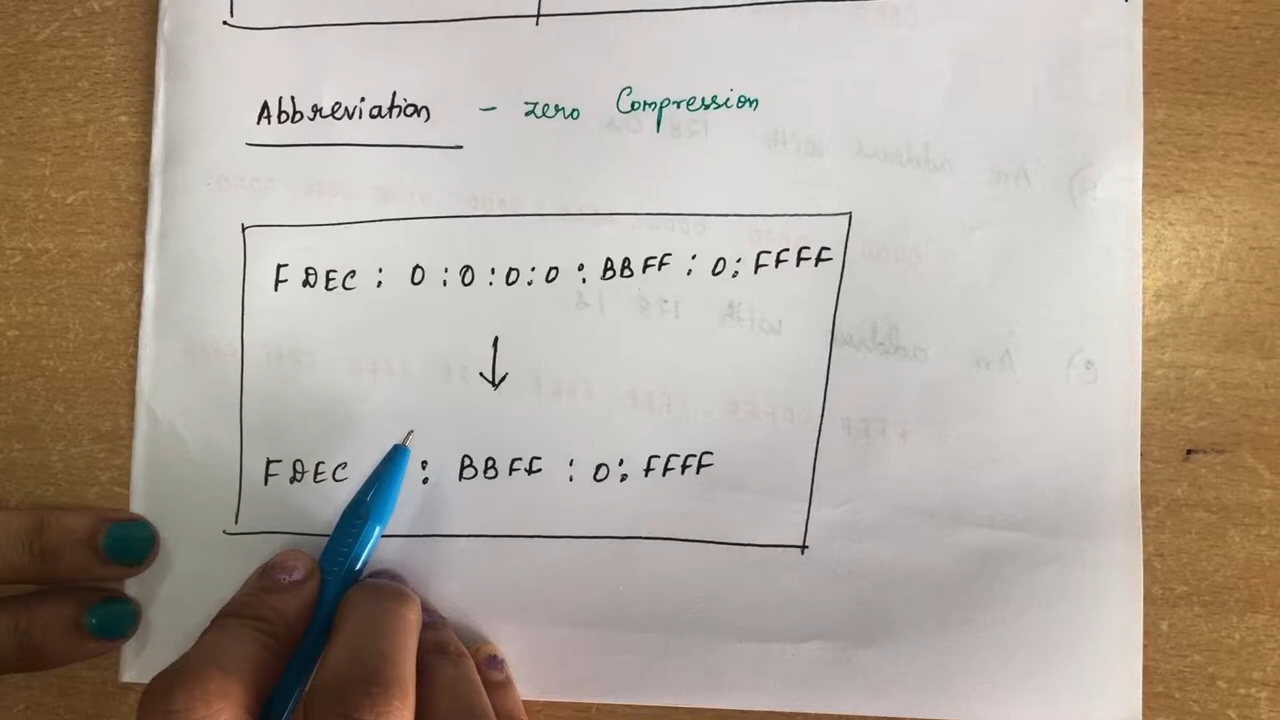 Abbreviation - zero Compression
FDEC : 0 : 0 : 0 : 0 : BBFF : 0 : FFFF
FDEC : BBFF : 0 : FFFF